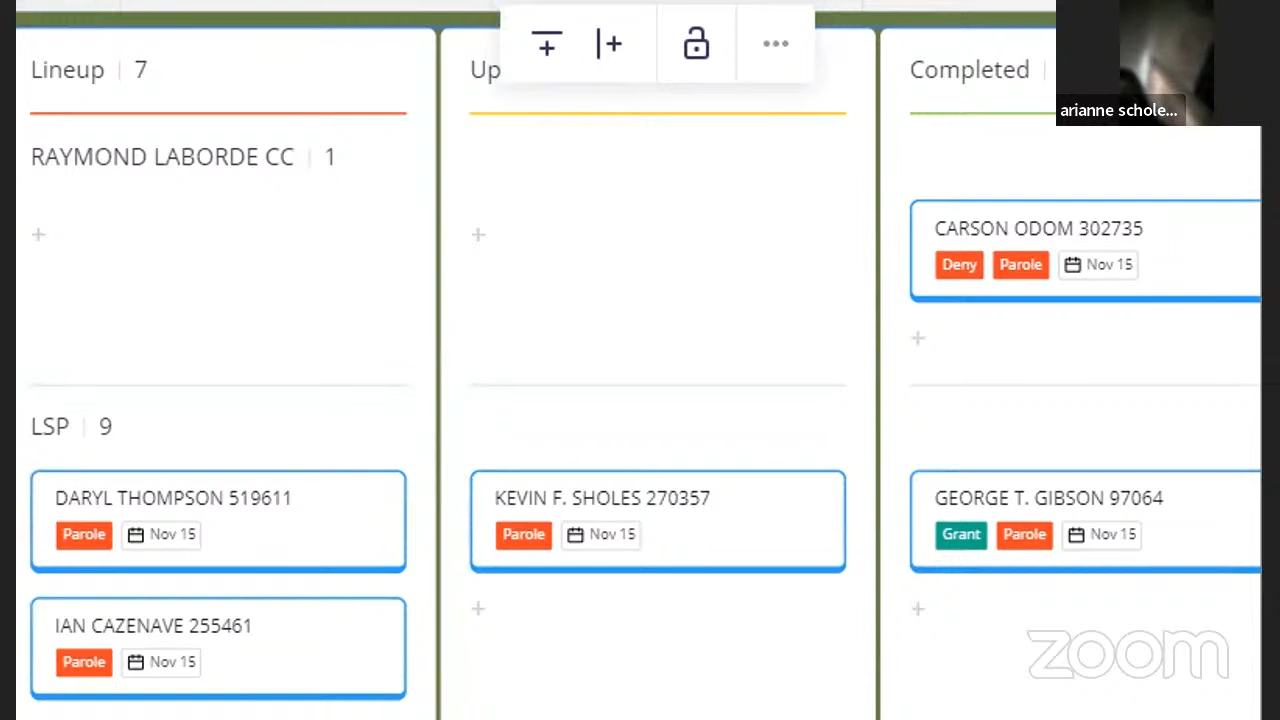 Lineup 7
Up
Completed
arianne schole...
RAYMOND LABORDE CC 1
CARSON ODOM 302735
Deny Parole Nov 15
LSP 9
DARYL THOMPSON 519611
Parole Nov 15
KEVIN F. SHOLES 270357
Parole Nov 15
GEORGE T. GIBSON 97064
Grant Parole Nov 15
IAN CAZENAVE 255461
Parole Nov 15
zoom